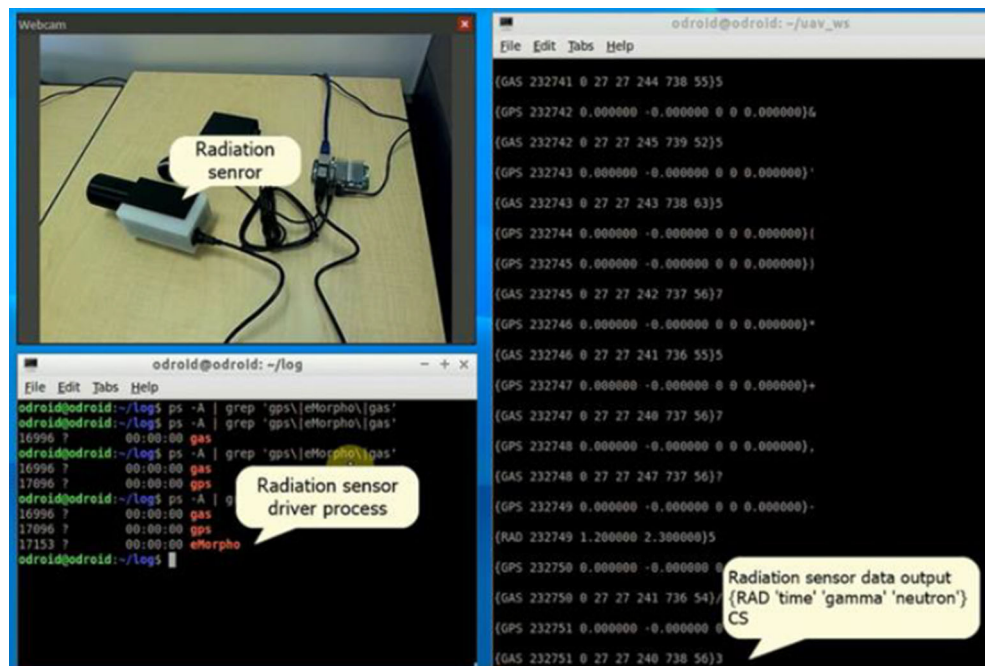 Webcam
Radiation
senror
odroid@odroid: ~/log
File Edit Tabs Help
odroid@odroid:~/log$ ps -A | grep 'gps\|eMorpho\|gas'
odroid@odroid:~/log$ ps -A | grep 'gps\|eMorpho\|gas'
16996 ? 00:00:00 gas
odroid@odroid:~/log$ ps -A | grep 'gps\|eMorpho\|gas'
16996 ? 00:00:00 gas
17096 ? 00:00:00 gps
odroid@odroid:~/log$ ps -A | g
16996 ? 00:00:00 gas
17096 ? 00:00:00 gps
17153 ? 00:00:00 eMorpho
odroid@odroid:~/log$
Radiation sensor
driver process
odroid@odroid: ~/uav_ws
File Edit Tabs Help
{GAS 232741 0 27 27 244 738 55}5
{GPS 232742 0.000000 -0.000000 0 0 0.000000}&
{GAS 232742 0 27 27 245 739 52}5
{GPS 232743 0.000000 -0.000000 0 0 0.000000}'
{GAS 232743 0 27 27 243 738 63}5
{GPS 232744 0.000000 -0.000000 0 0 0.000000}(
{GPS 232745 0.000000 -0.000000 0 0 0.000000})
{GAS 232745 0 27 27 242 737 56}7
{GPS 232746 0.000000 -0.000000 0 0 0.000000}*
{GAS 232746 0 27 27 241 736 55}5
{GPS 232747 0.000000 -0.000000 0 0 0.000000}+
{GAS 232747 0 27 27 240 737 56}7
{GPS 232748 0.000000 -0.000000 0 0 0.000000},
{GAS 232748 0 27 27 247 737 56}?
{GPS 232749 0.000000 -0.000000 0 0 0.000000}-
{RAD 232749 1.200000 2.300000}5
{GPS 232750 0.000000 -0.000000 0
{GAS 232750 0 27 27 241 736 54}/
{GPS 232751 0.000000 -0.000000 0
{GAS 232751 0 27 27 240 738 56}3
Radiation sensor data output
{RAD 'time' 'gamma' 'neutron'}
CS